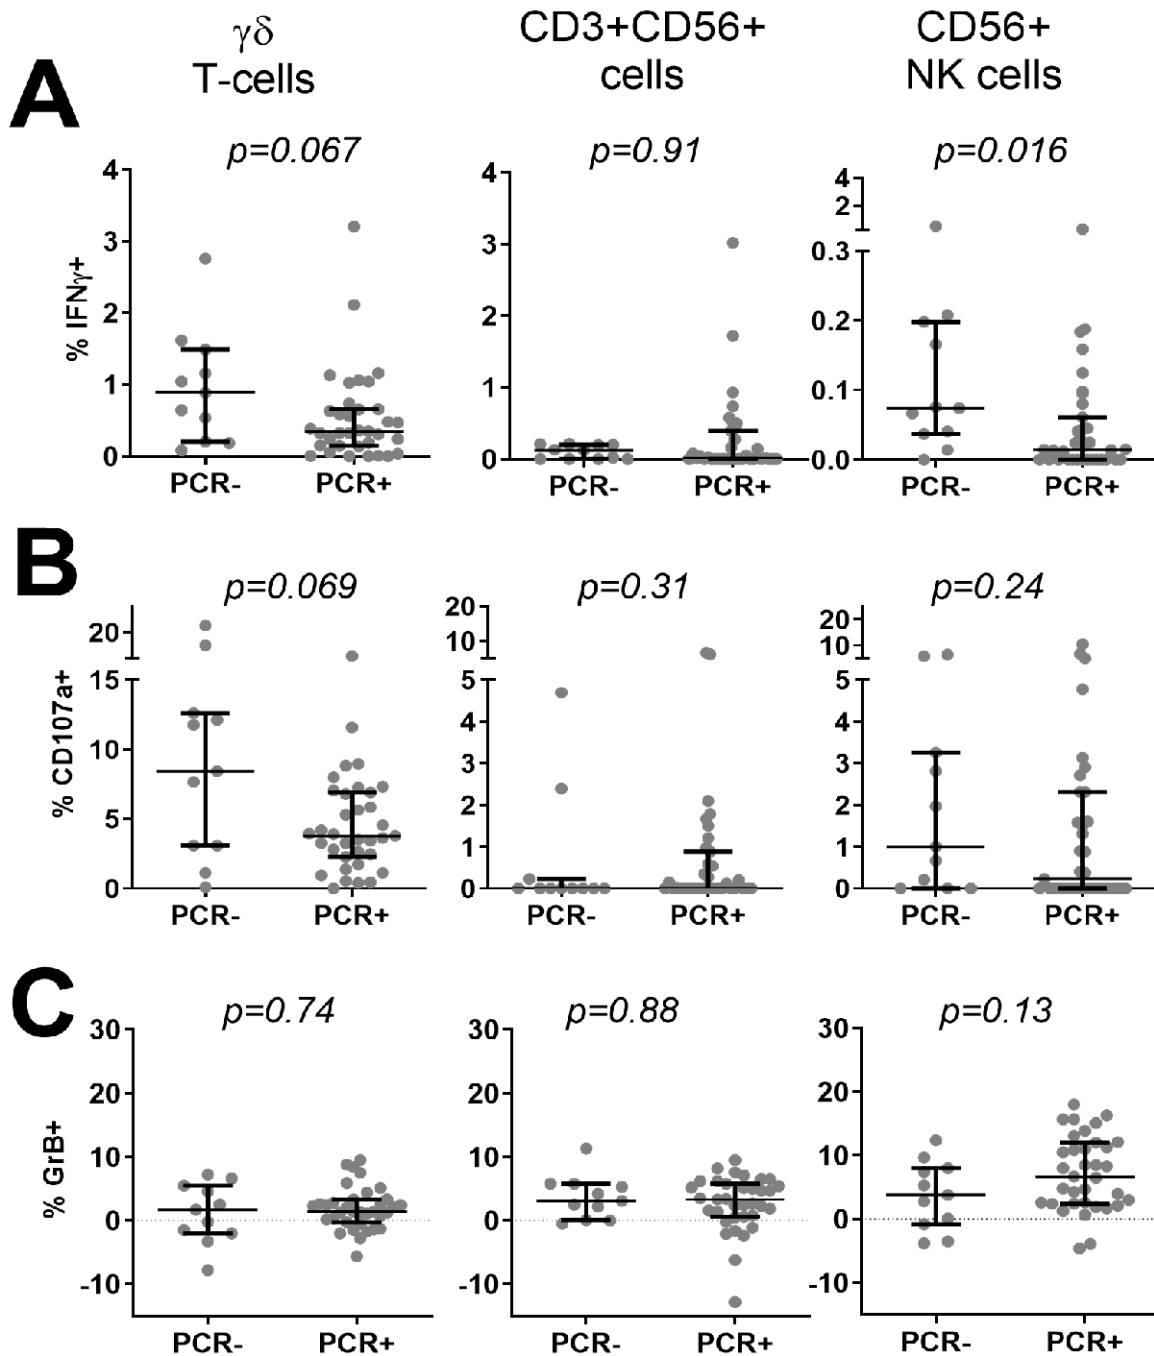 γδ
T-cells
CD3+CD56+
cells
CD56+
NK cells
A
p=0.067
p=0.91
p=0.016
% IFNγ+
4
3
2
1
0
PCR-
PCR+
4
3
2
1
0
PCR-
PCR+
4
2
0.3
0.2
0.1
0.0
PCR-
PCR+
B
p=0.069
p=0.31
p=0.24
% CD107a+
20
15
10
5
0
PCR-
PCR+
20
10
5
4
3
2
1
0
PCR-
PCR+
20
10
5
4
3
2
1
0
PCR-
PCR+
C
p=0.74
p=0.88
p=0.13
% GrB+
30
20
10
0
-10
PCR-
PCR+
30
20
10
0
-10
PCR-
PCR+
30
20
10
0
-10
PCR-
PCR+